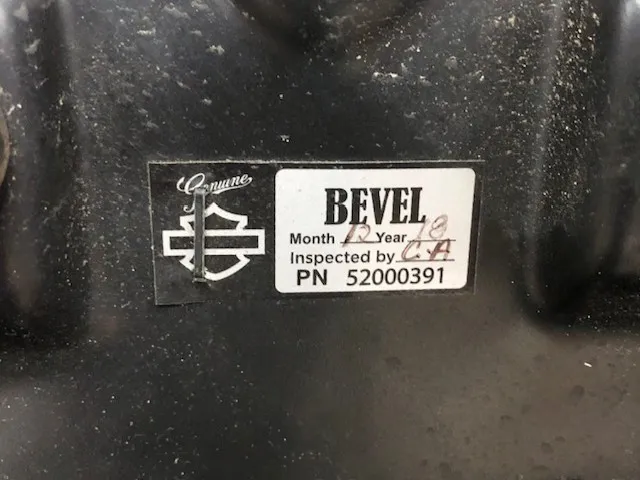 Genuine
BEVEL
Month 12 Year 18
Inspected by C.A
PN 52000391